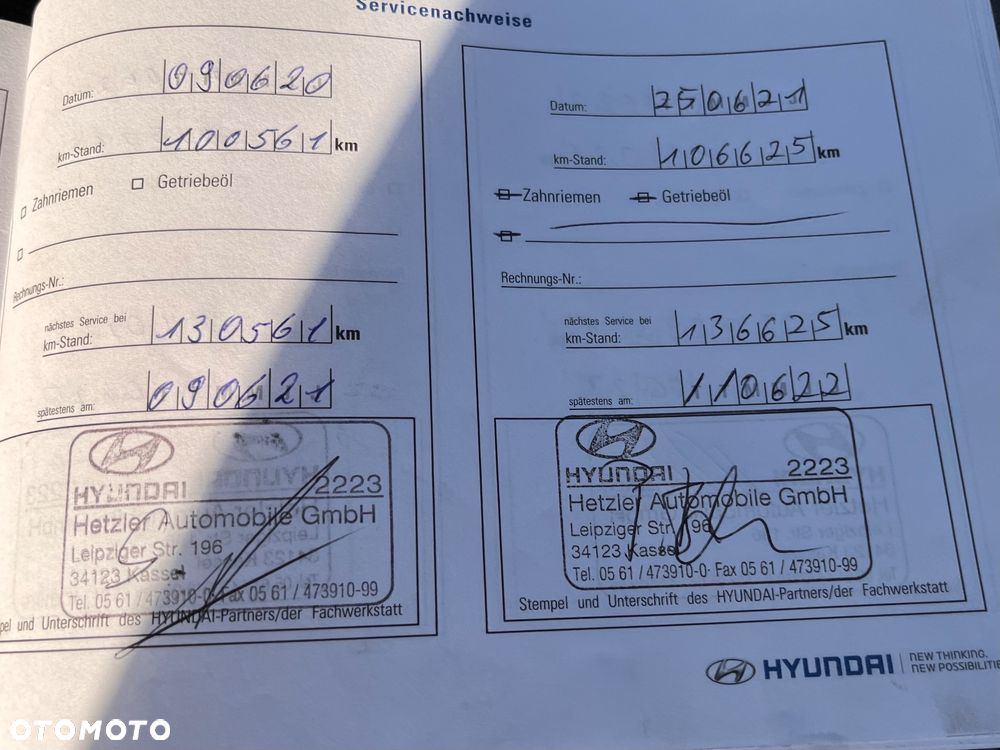 Servicenachweise
Datum: 090620
km-Stand: 100561 km
Zahnriemen Getriebeöl
Rechnungs-Nr.:
nächstes Service bei
km-Stand: 130561 km
spätestens am: 090621
HYUNDAI 2223
Hetzler Automobile GmbH
Leipziger Str. 196
34123 Kassel
Tel. 05 61 / 473910-0· Fax 05 61 / 473910-99
pel und Unterschrift des HYUNDAI-Partners/der Fachwerkstatt
Datum: 250621
km-Stand: 106625 km
Zahnriemen Getriebeöl
Rechnungs-Nr.:
nächstes Service bei
km-Stand: 136625 km
spätestens am: 110622
HYUNDAI 2223
Hetzler Automobile GmbH
Leipziger Str. 196
34123 Kassel
Tel. 05 61 / 473910-0· Fax 05 61 / 473910-99
Stempel und Unterschrift des HYUNDAI-Partners/der Fachwerkstatt
HYUNDAI
NEW THINKING.
NEW POSSIBILITIE
OTOMOTO